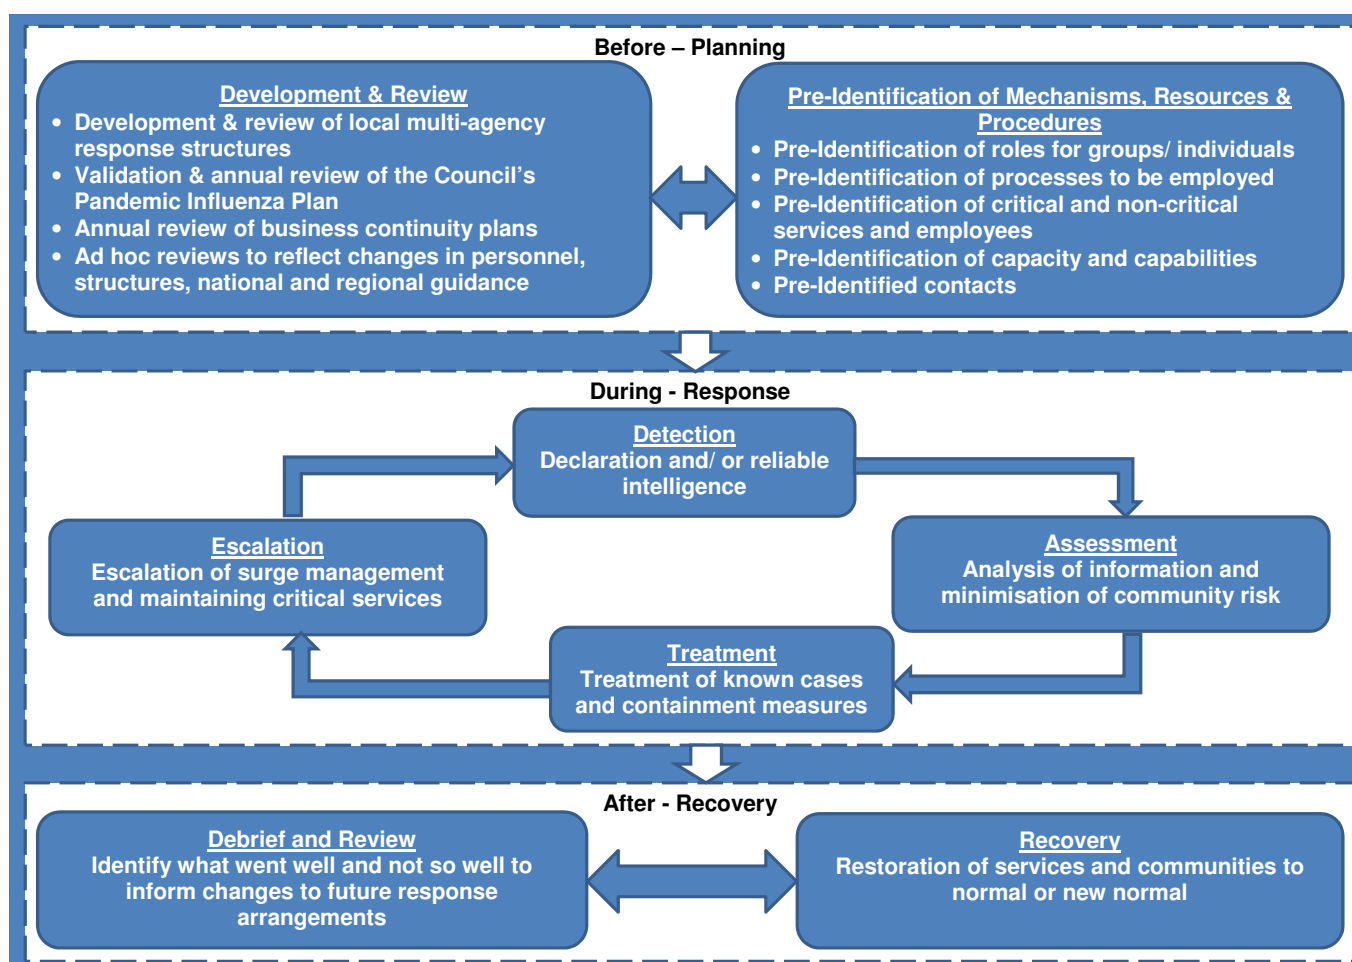 Before – Planning
Development & Review
• Development & review of local multi-agency
response structures
• Validation & annual review of the Council's
Pandemic Influenza Plan
• Annual review of business continuity plans
• Ad hoc reviews to reflect changes in personnel,
structures, national and regional guidance
Pre-Identification of Mechanisms, Resources &
Procedures
• Pre-Identification of roles for groups/ individuals
• Pre-Identification of processes to be employed
• Pre-Identification of critical and non-critical
services and employees
• Pre-Identification of capacity and capabilities
• Pre-Identified contacts
During - Response
Detection
Declaration and/ or reliable
intelligence
Escalation
Escalation of surge management
and maintaining critical services
Assessment
Analysis of information and
minimisation of community risk
Treatment
Treatment of known cases
and containment measures
After - Recovery
Debrief and Review
Identify what went well and not so well to
inform changes to future response
arrangements
Recovery
Restoration of services and communities to
normal or new normal